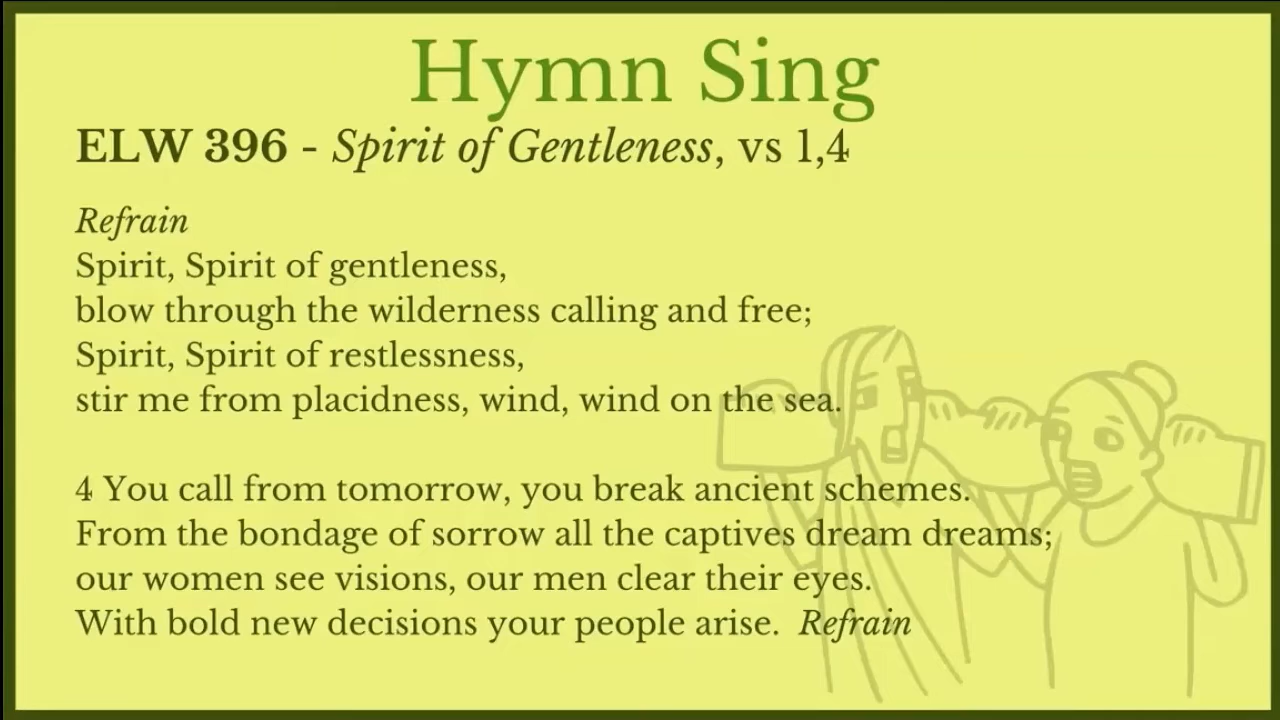 Hymn Sing
ELW 396 - Spirit of Gentleness, vs 1,4
Refrain
Spirit, Spirit of gentleness,
blow through the wilderness calling and free;
Spirit, Spirit of restlessness,
stir me from placidness, wind, wind on the sea.
4 You call from tomorrow, you break ancient schemes.
From the bondage of sorrow all the captives dream dreams;
our women see visions, our men clear their eyes.
With bold new decisions your people arise. Refrain